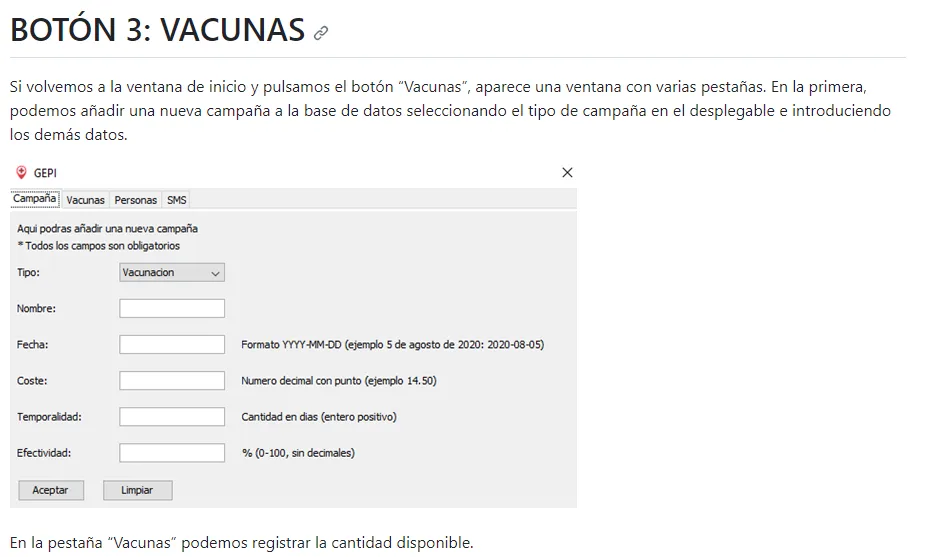 BOTÓN 3: VACUNAS
Si volvemos a la ventana de inicio y pulsamos el botón “Vacunas”, aparece una ventana con varias pestañas. En la primera,
podemos añadir una nueva campaña a la base de datos seleccionando el tipo de campaña en el desplegable e introduciendo
los demás datos.
GEPI
Campaña Vacunas Personas SMS
Aqui podras añadir una nueva campaña
* Todos los campos son obligatorios
Tipo: Vacunacion
Nombre:
Fecha: Formato YYYY-MM-DD (ejemplo 5 de agosto de 2020: 2020-08-05)
Coste: Numero decimal con punto (ejemplo 14.50)
Temporalidad: Cantidad en dias (entero positivo)
Efectividad: % (0-100, sin decimales)
Aceptar Limpiar
En la pestaña “Vacunas” podemos registrar la cantidad disponible.